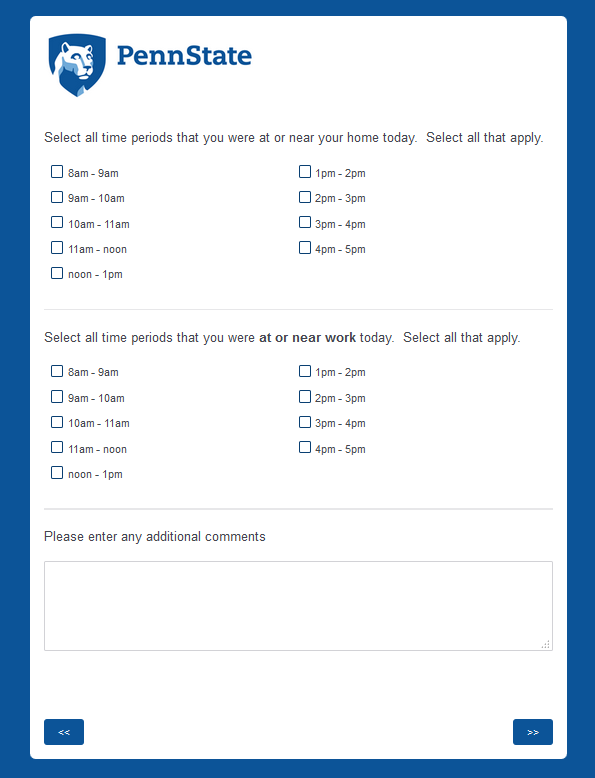 PennState
Select all time periods that you were at or near your home today.  Select all that apply.
8am - 9am
9am - 10am
10am - 11am
11am - noon
noon - 1pm
1pm - 2pm
2pm - 3pm
3pm - 4pm
4pm - 5pm
Select all time periods that you were at or near work today.  Select all that apply.
8am - 9am
9am - 10am
10am - 11am
11am - noon
noon - 1pm
1pm - 2pm
2pm - 3pm
3pm - 4pm
4pm - 5pm
Please enter any additional comments
<<
>>